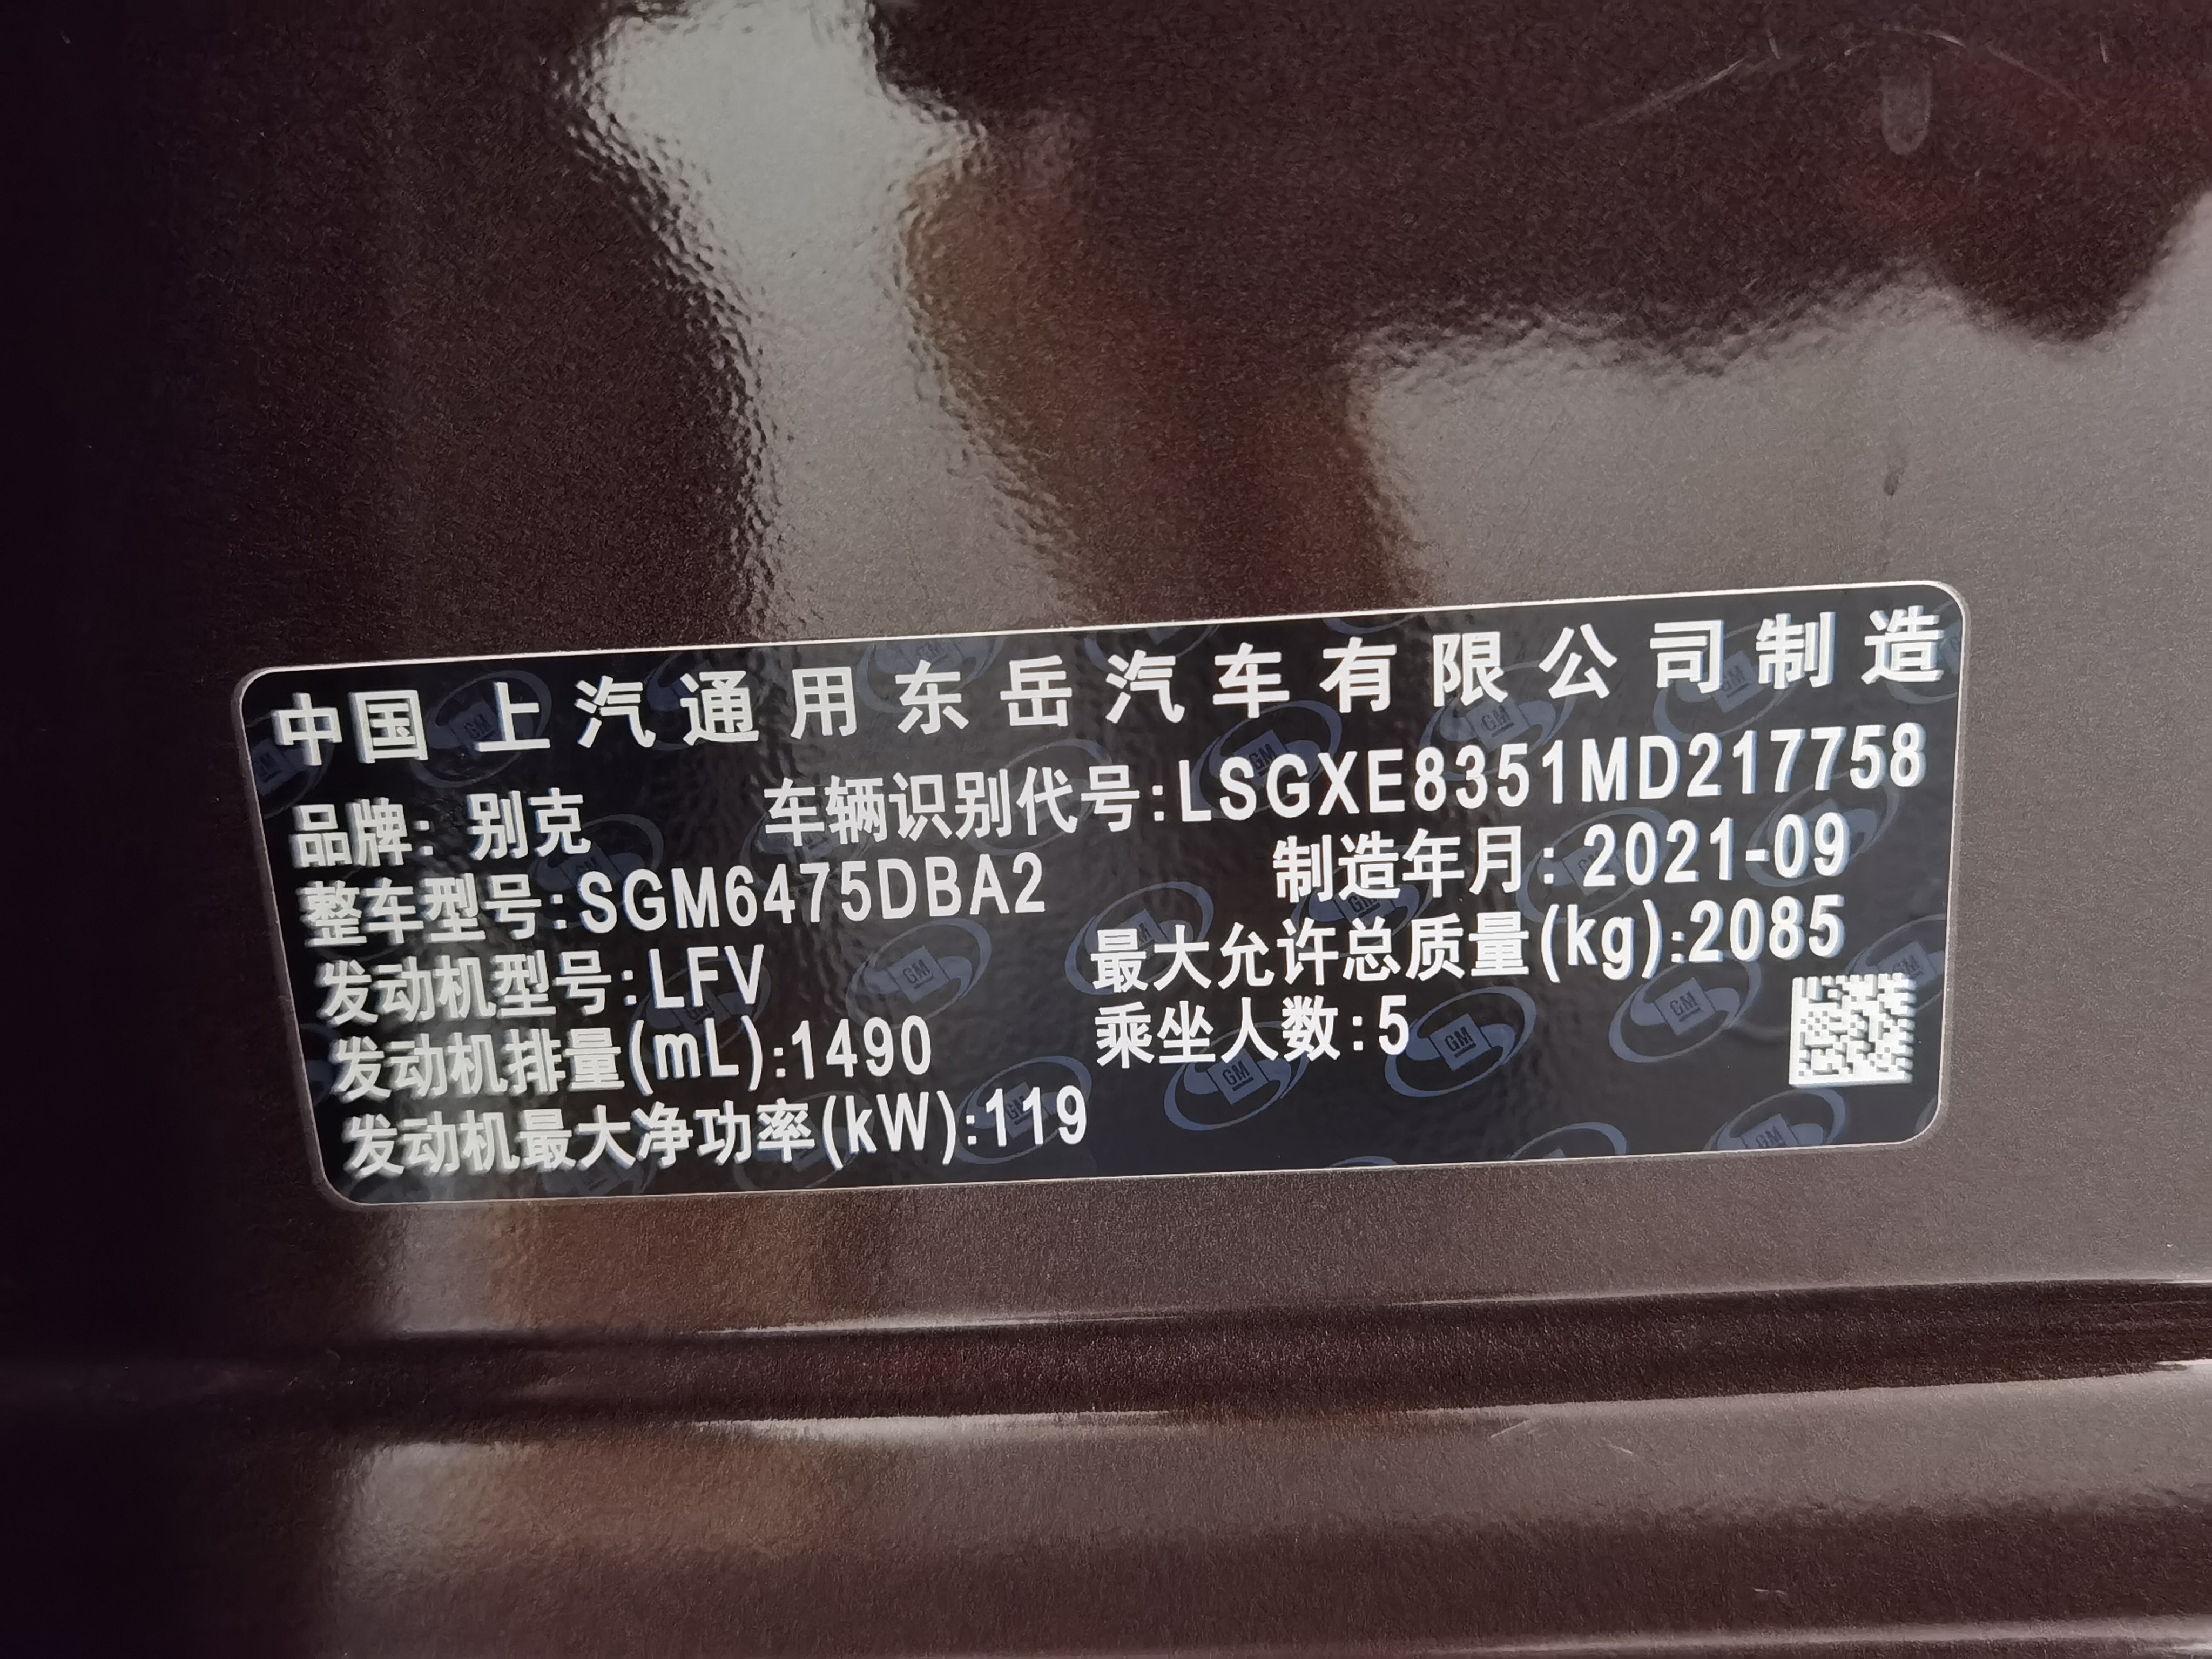 中国 上汽通用东岳汽车有限公司制造
品牌: 别克 车辆识别代号:LSGXE8351MD217758
整车型号:SGM6475DBA2 制造年月: 2021-09
发动机型号:LFV 最大允许总质量(kg):2085
发动机排量(mL):1490 乘坐人数:5
发动机最大净功率(kW):119